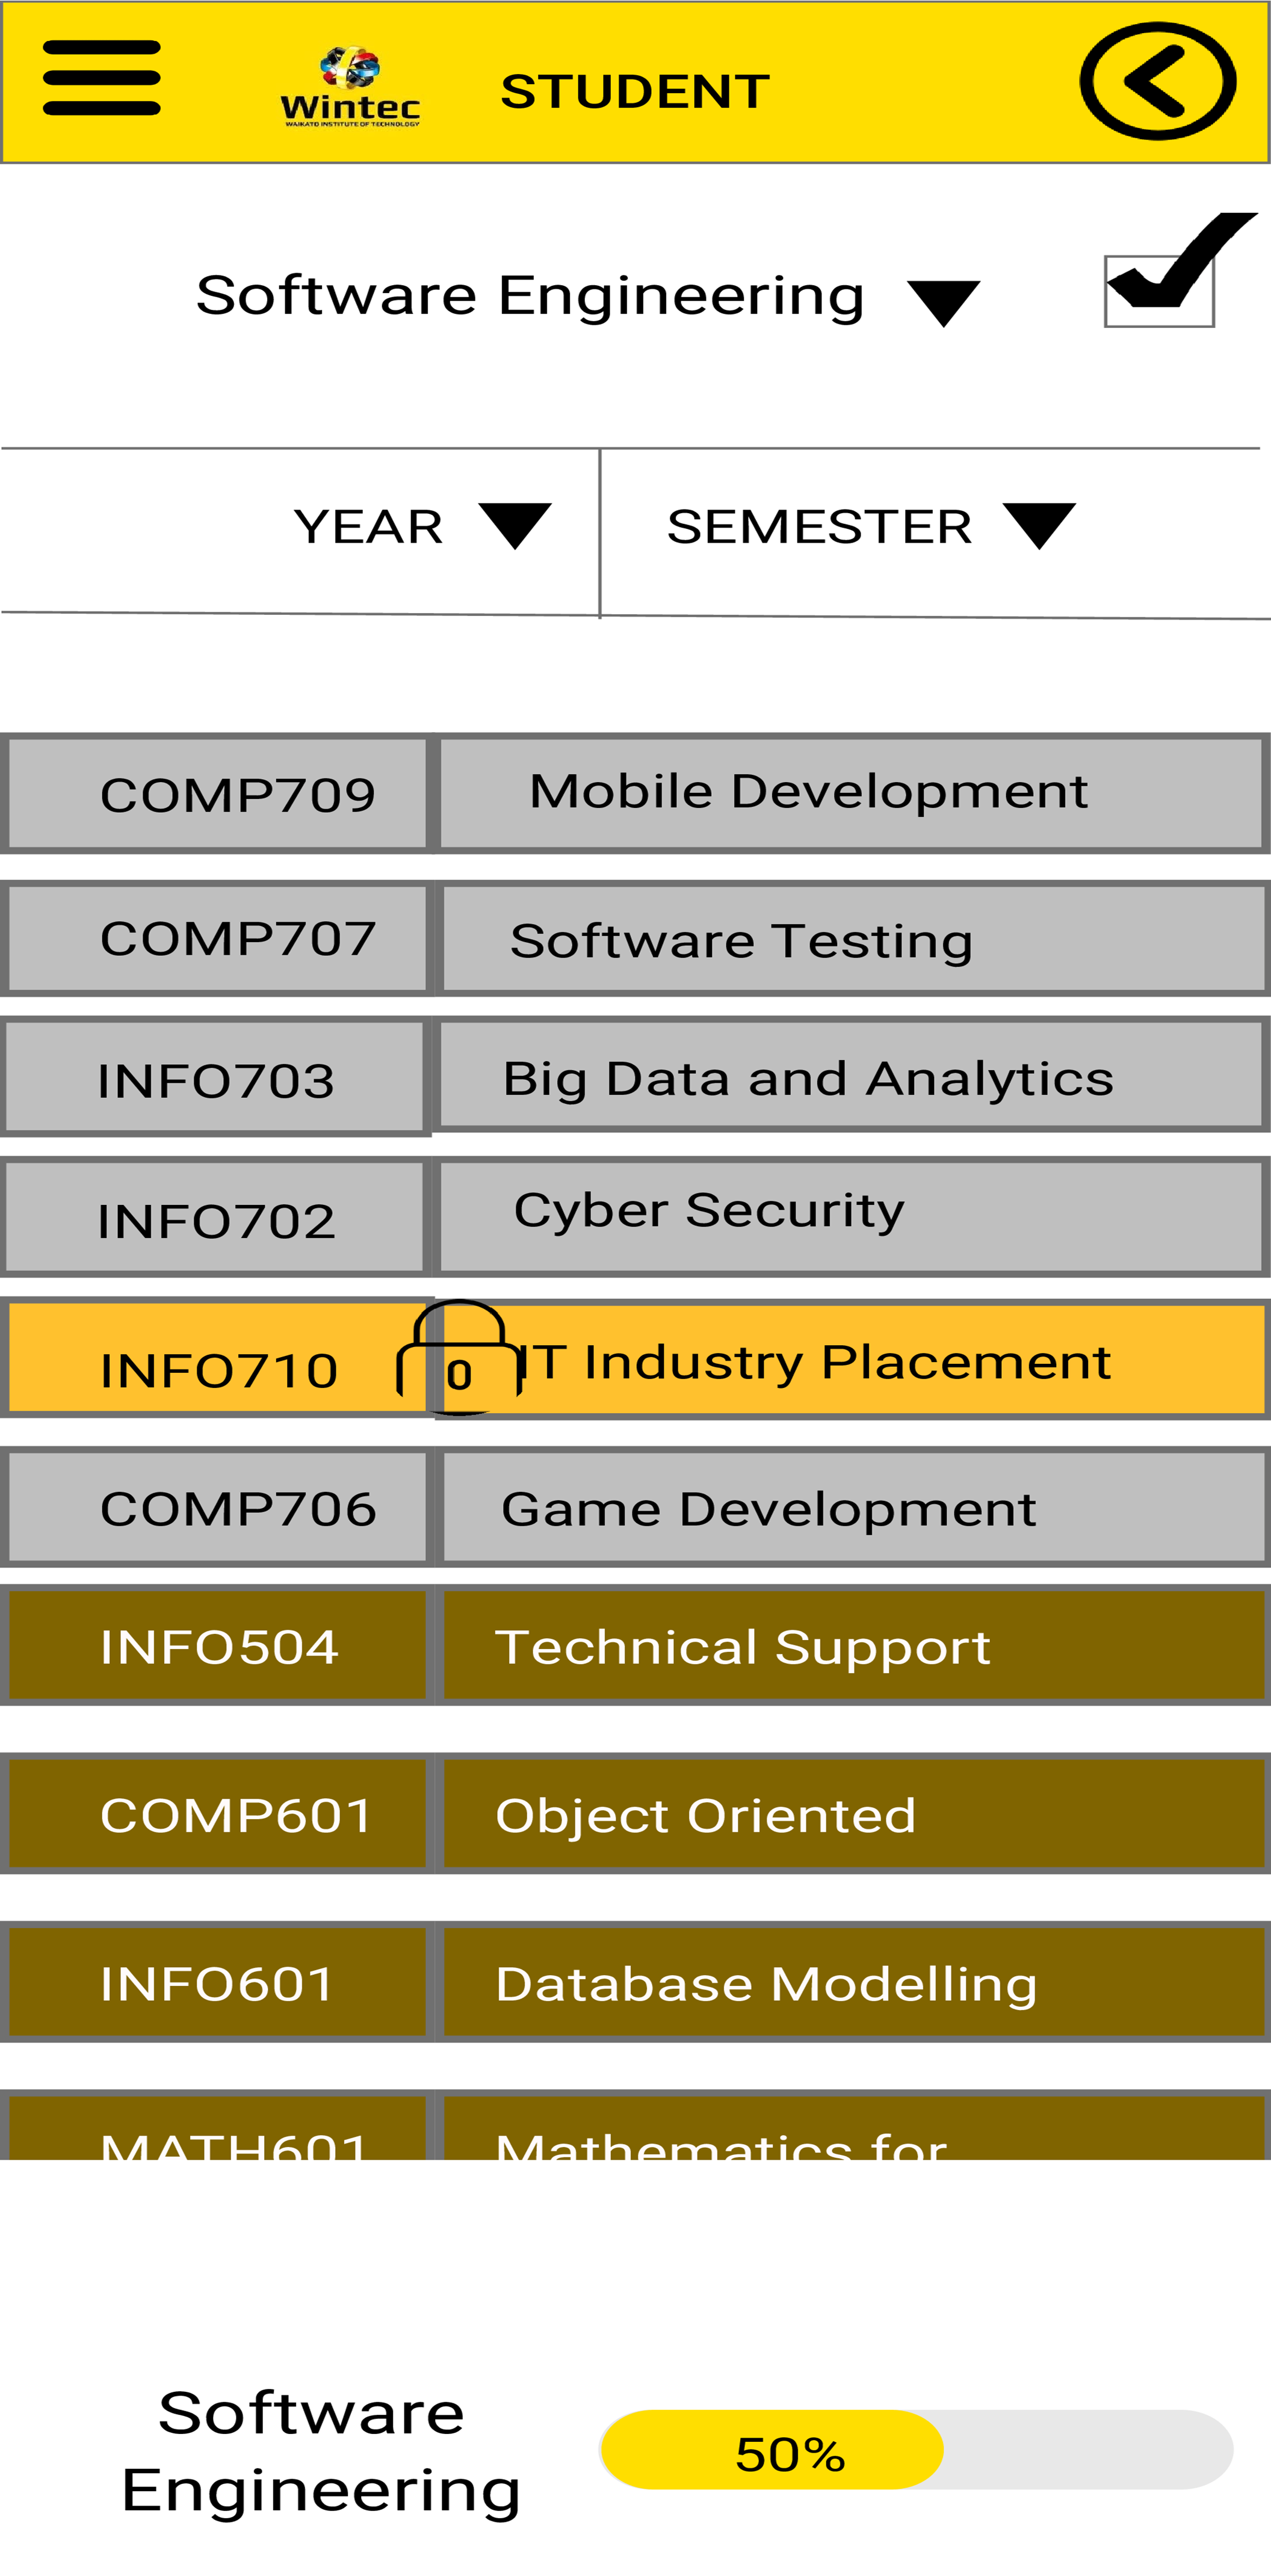 Wintec
WAIKATO INSTITUTE OF TECHNOLOGY
STUDENT
Software Engineering
YEAR
SEMESTER
COMP709 Mobile Development
COMP707 Software Testing
INFO703 Big Data and Analytics
INFO702 Cyber Security
INFO710 IT Industry Placement
COMP706 Game Development
INFO504 Technical Support
COMP601 Object Oriented
INFO601 Database Modelling
MATH601 Mathematics for
Software
Engineering
50%